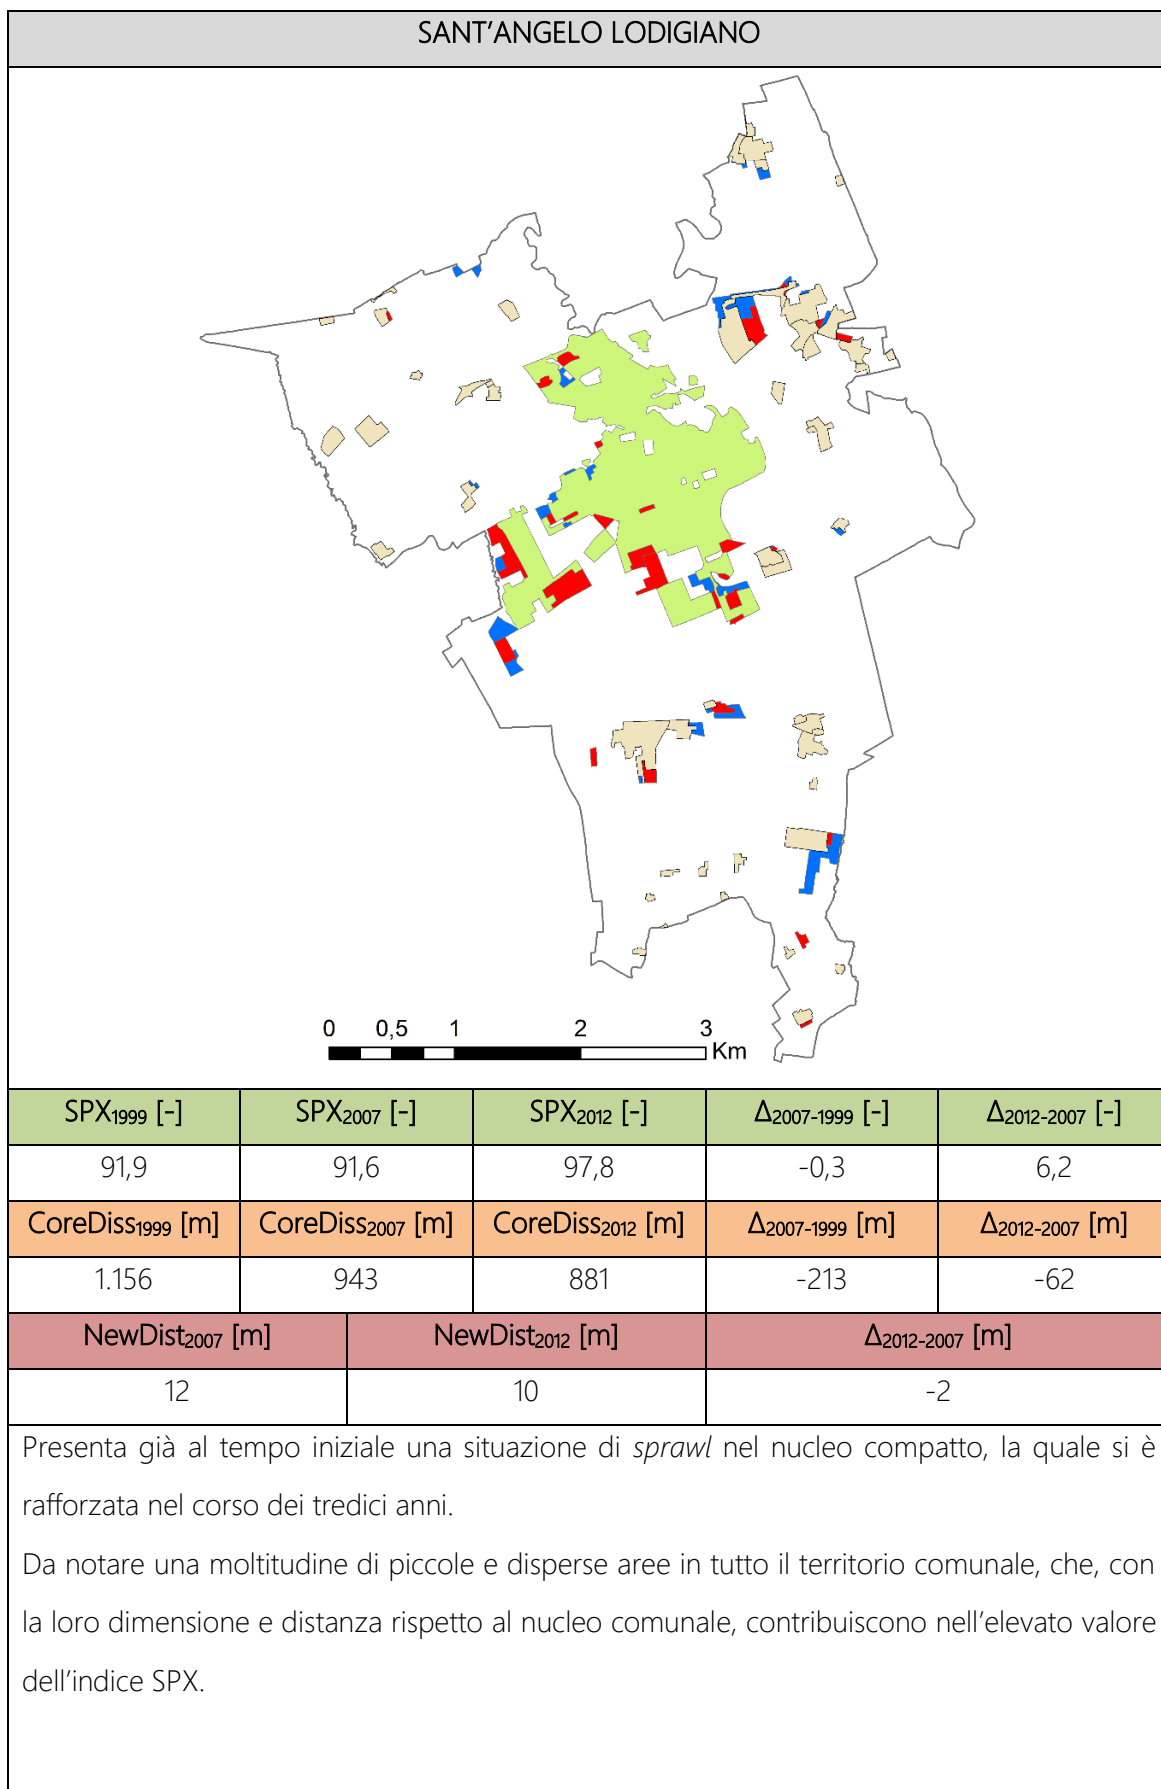 SANT'ANGELO LODIGIANO
0 0,5 1 2 3
Km
SPX1999 [-] SPX2007 [-] SPX2012 [-] Δ2007-1999 [-] Δ2012-2007 [-]
91,9 91,6 97,8 -0,3 6,2
CoreDiss1999 [m] CoreDiss2007 [m] CoreDiss2012 [m] Δ2007-1999 [m] Δ2012-2007 [m]
1.156 943 881 -213 -62
NewDist2007 [m] NewDist2012 [m] Δ2012-2007 [m]
12 10 -2
Presenta già al tempo iniziale una situazione di sprawl nel nucleo compatto, la quale si è
rafforzata nel corso dei tredici anni.
Da notare una moltitudine di piccole e disperse aree in tutto il territorio comunale, che, con
la loro dimensione e distanza rispetto al nucleo comunale, contribuiscono nell'elevato valore
dell'indice SPX.